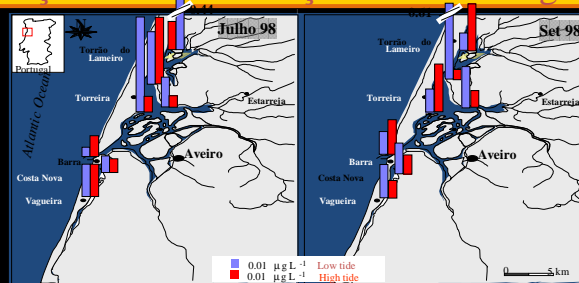 Julho 98
Portugal
Atlantic Ocean
Torrão do
Lameiro
Torreira
Estarreja
Barra
Aveiro
Costa Nova
Vagueira
Set 98
Torrão do
Lameiro
Torreira
Estarreja
Barra
Aveiro
Costa Nova
Vagueira
0.01 µg L-1 Low tide
0.01 µg L-1 High tide
0 5 km